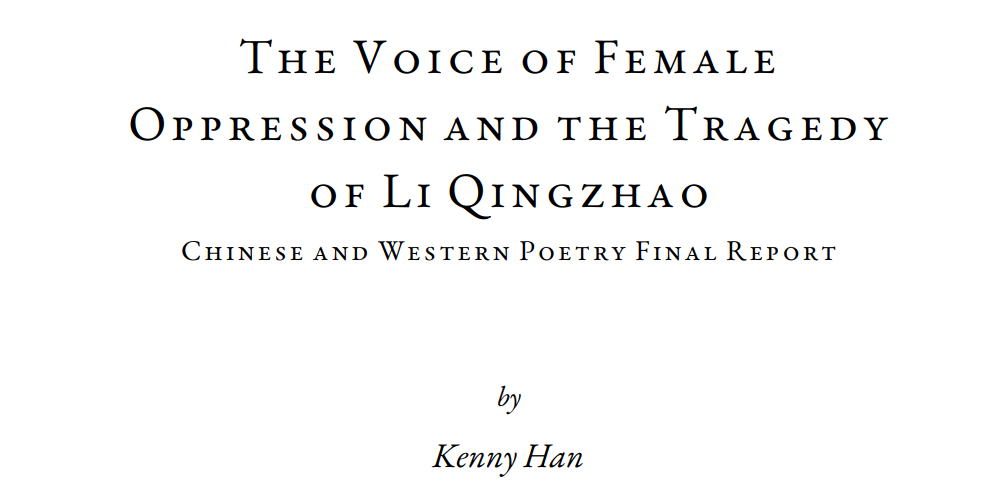 The Voice of Female
Oppression and the Tragedy
of Li Qingzhao
Chinese and Western Poetry Final Report
by
Kenny Han